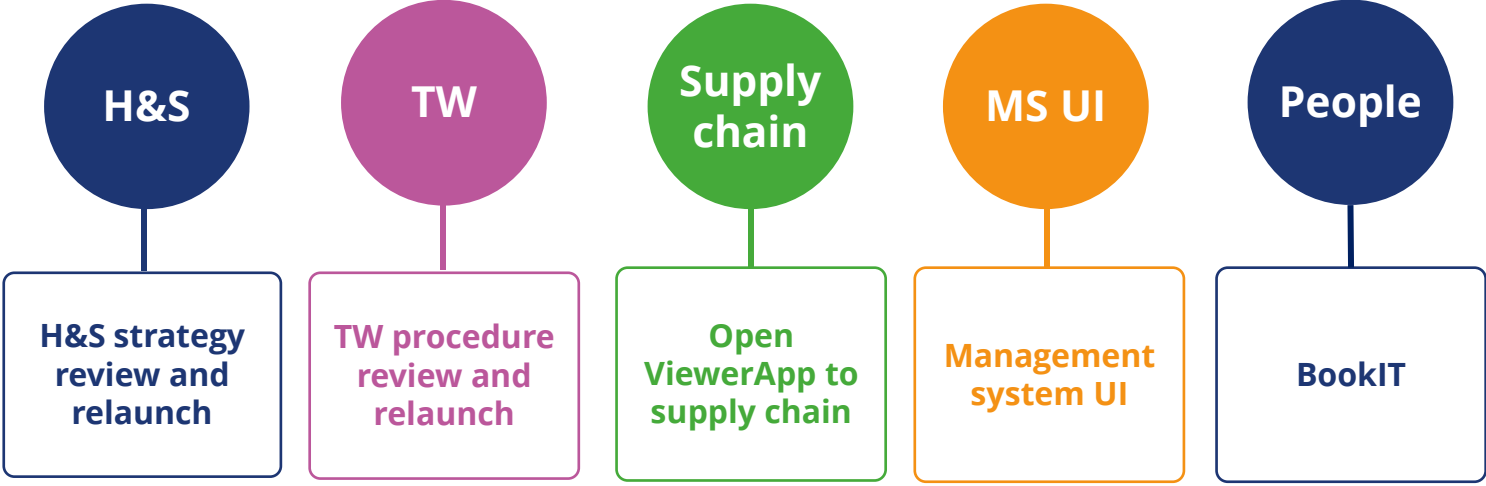 H&S
TW
Supply
chain
MS UI
People
H&S strategy
review and
relaunch
TW procedure
review and
relaunch
Open
ViewerApp to
supply chain
Management
system UI
BookIT